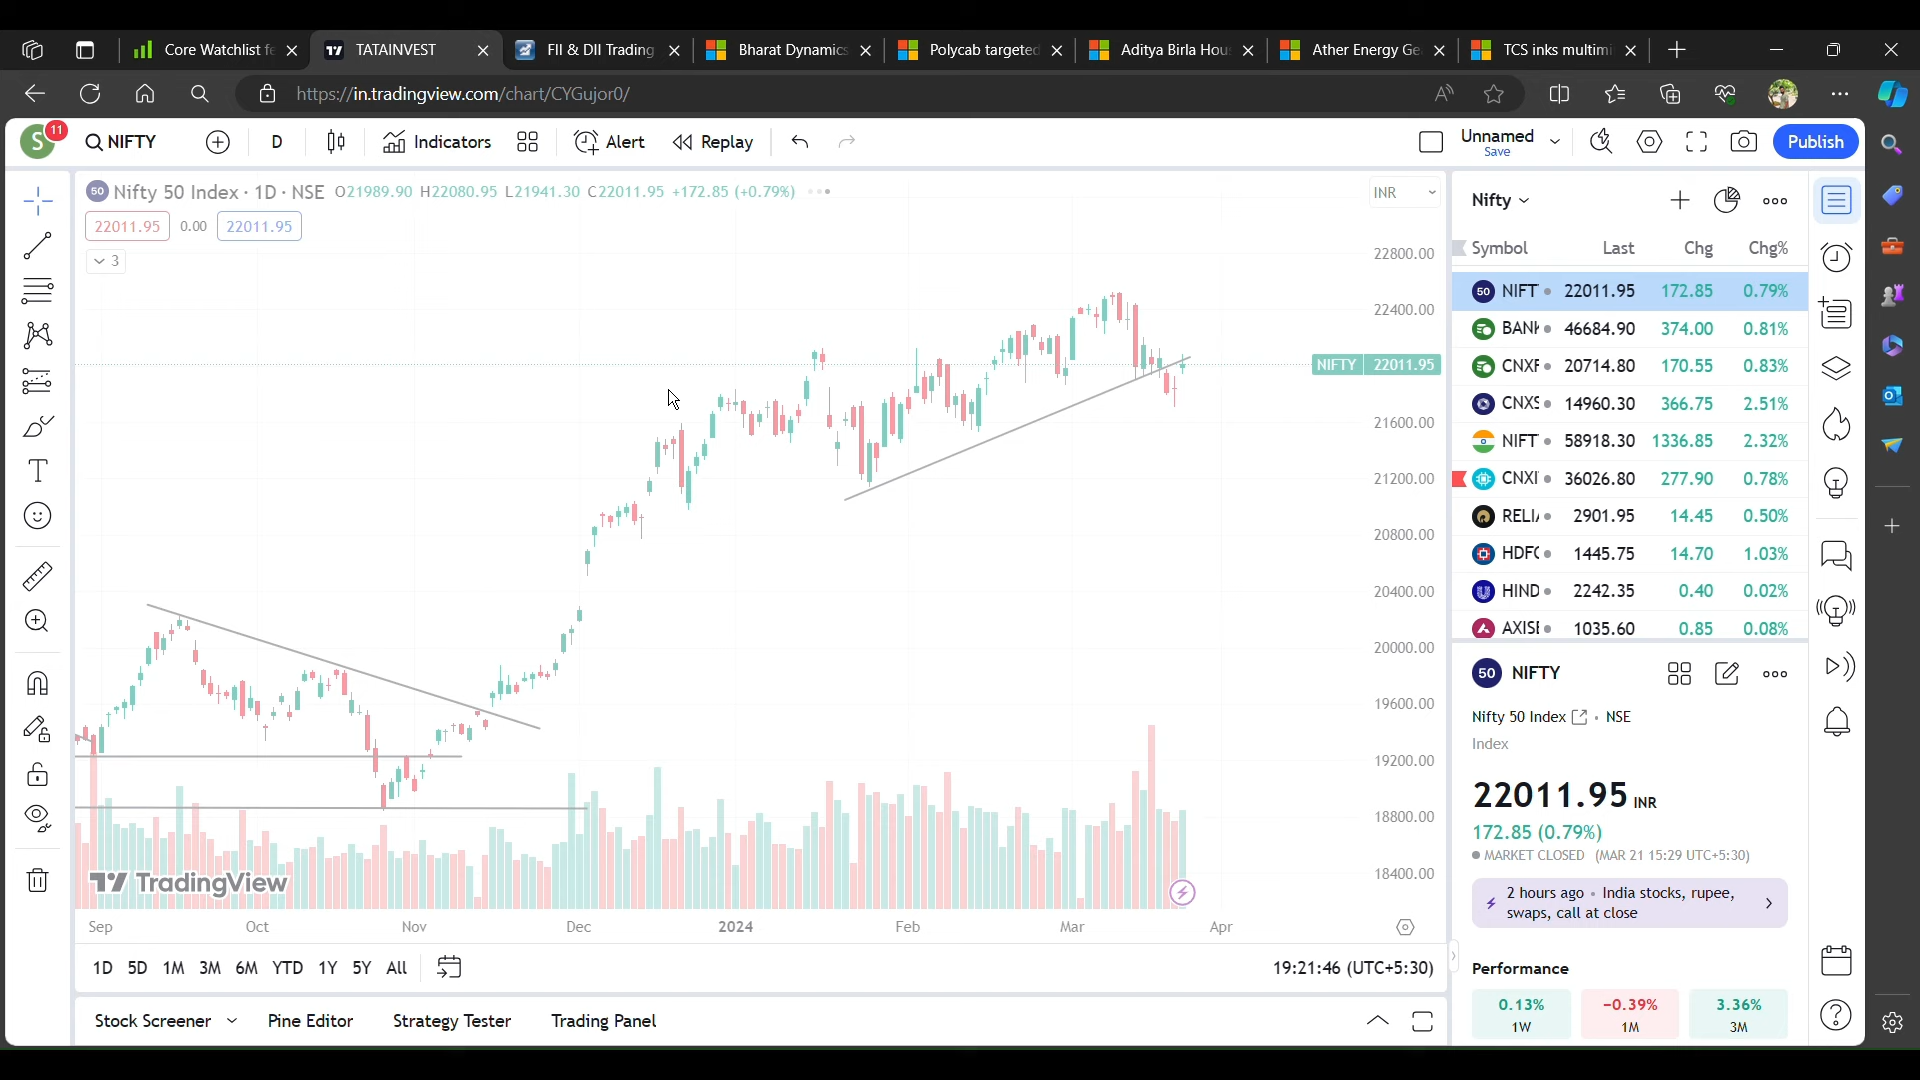 Core Watchlist fe
TATAINVEST
FII & DII Trading
Bharat Dynamics
Polycab targeted
Aditya Birla Hou
Ather Energy Ge
TCS inks multimi
https://in.tradingview.com/chart/CYGujor0/
S 11 NIFTY D Indicators Alert Replay Unnamed Save Publish
50 Nifty 50 Index · 1D · NSE O21989.90 H22080.95 L21941.30 C22011.95 +172.85 (+0.79%)
22011.95 0.00 22011.95
3
INR
22800.00
22400.00
NIFTY 22011.95
21600.00
21200.00
20800.00
20400.00
20000.00
19600.00
19200.00
18800.00
18400.00
TradingView
Sep Oct Nov Dec 2024 Feb Mar Apr
1D 5D 1M 3M 6M YTD 1Y 5Y All
19:21:46 (UTC+5:30)
Stock Screener Pine Editor Strategy Tester Trading Panel
Nifty
Symbol Last Chg Chg%
50 NIFT 22011.95 172.85 0.79%
BANK 46684.90 374.00 0.81%
CNXF 20714.80 170.55 0.83%
CNXS 14960.30 366.75 2.51%
NIFT 58918.30 1336.85 2.32%
CNXI 36026.80 277.90 0.78%
RELI 2901.95 14.45 0.50%
HDFC 1445.75 14.70 1.03%
HIND 2242.35 0.40 0.02%
AXISE 1035.60 0.85 0.08%
50 NIFTY
Nifty 50 Index · NSE
Index
22011.95 INR
172.85 (0.79%)
MARKET CLOSED (MAR 21 15:29 UTC+5:30)
2 hours ago · India stocks, rupee,
swaps, call at close
Performance
0.13% -0.39% 3.36%
1W 1M 3M